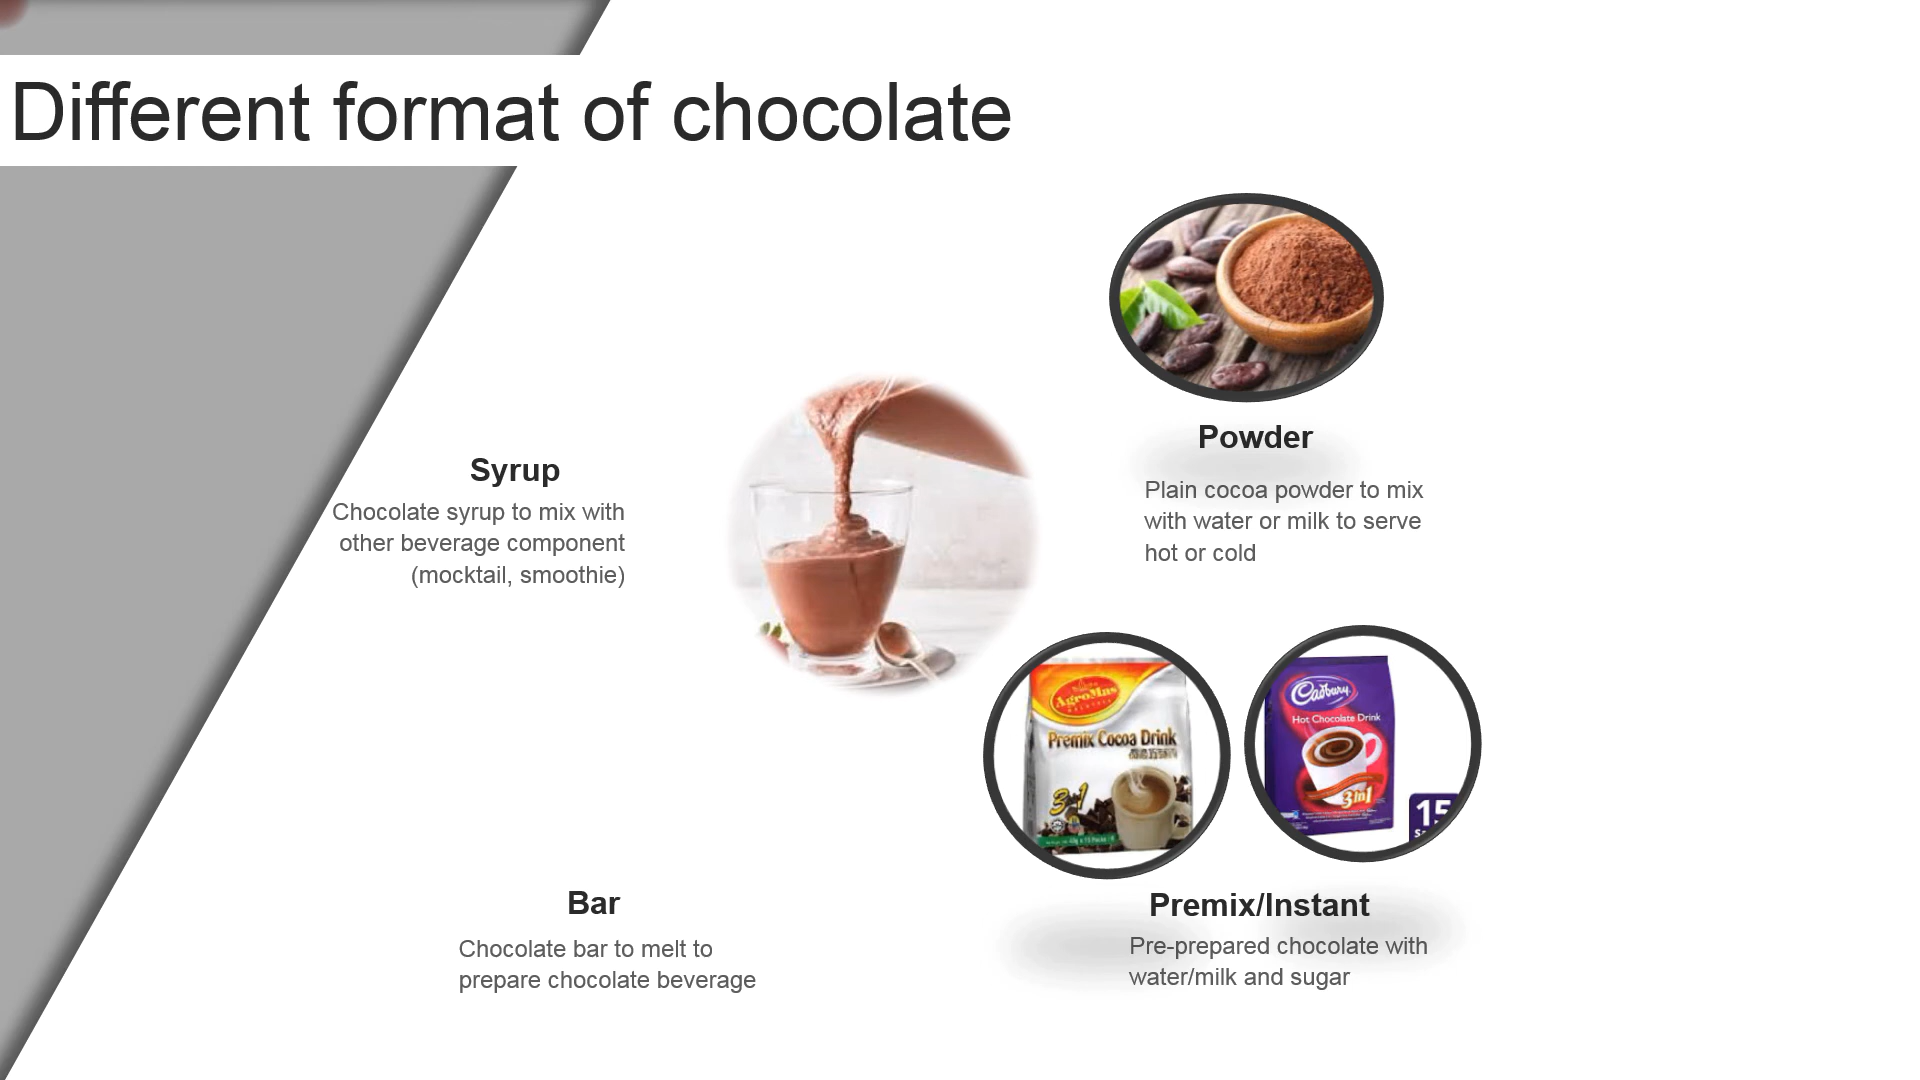 Different format of chocolate
Powder
Plain cocoa powder to mix
with water or milk to serve
hot or cold
Syrup
Chocolate syrup to mix with
other beverage component
(mocktail, smoothie)
AgroMas
Premix Cocoa Drink
3 in 1
Cadbury
Hot Chocolate Drink
3in1
15
Bar
Chocolate bar to melt to
prepare chocolate beverage
Premix/Instant
Pre-prepared chocolate with
water/milk and sugar